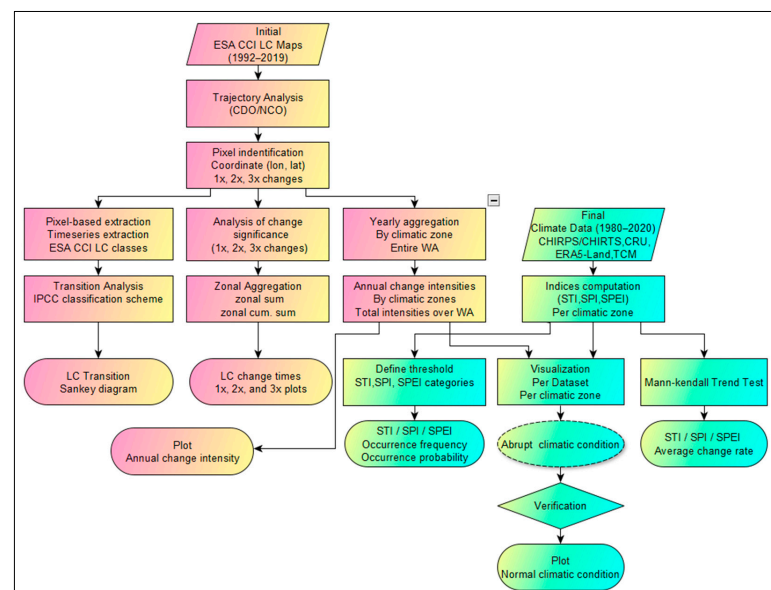 Initial
ESA CCI LC Maps
(1992–2019)
Trajectory Analysis
(CDO/NCO)
Pixel indentification
Coordinate (lon, lat)
1x, 2x, 3x changes
Pixel-based extraction
Timeseries extraction
ESA CCI LC classes
Analysis of change
significance
(1x, 2x, 3x changes)
Yearly aggregation
By climatic zone
Entire WA
Final
Climate Data (1980–2020)
CHIRPS/CHIRTS,CRU,
ERA5-Land,TCM
Transition Analysis
IPCC classification scheme
Zonal Aggregation
zonal sum
zonal cum. sum
Annual change intensities
By climatic zones
Total intensities over WA
Indices computation
(STI,SPI,SPEI)
Per climatic zone
LC Transition
Sankey diagram
LC change times
1x, 2x, and 3x plots
Define threshold
STI,SPI, SPEI categories
Visualization
Per Dataset
Per climatic zone
Mann-kendall Trend Test
Plot
Annual change intensity
STI / SPI / SPEI
Occurrence frequency
Occurrence probability
Abrupt climatic condition
STI / SPI / SPEI
Average change rate
Verification
Plot
Normal climatic condition